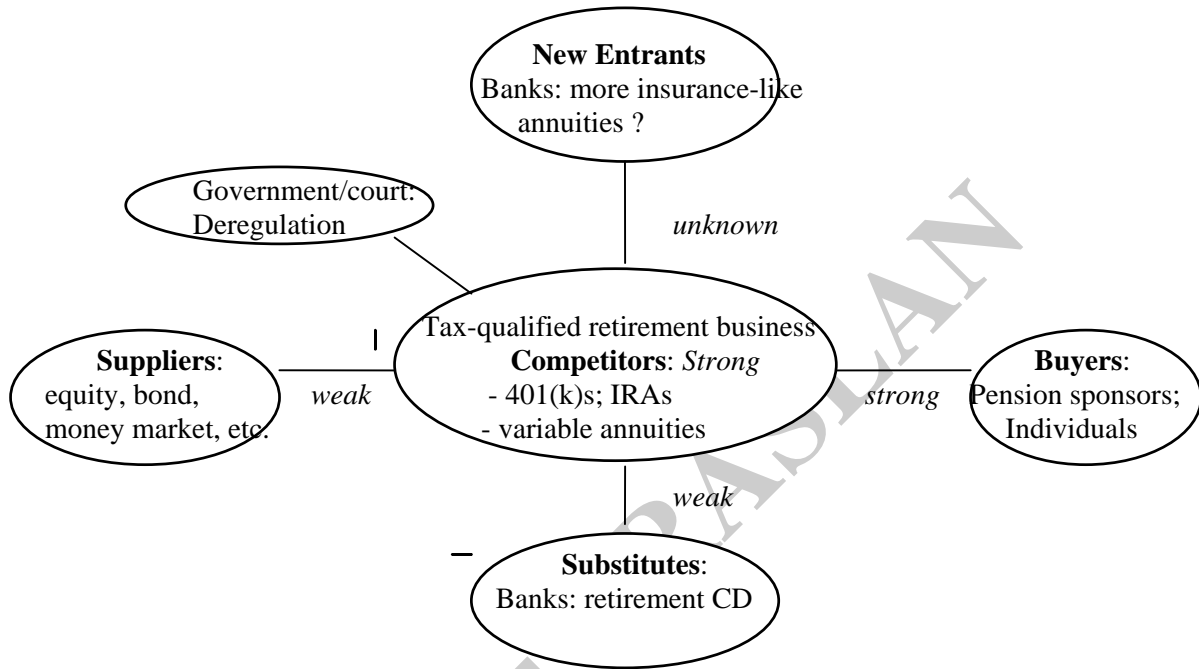 New Entrants
Banks: more insurance-like
annuities ?
Government/court:
Deregulation
unknown
Tax-qualified retirement business
Competitors: Strong
- 401(k)s; IRAs
- variable annuities
Suppliers:
equity, bond,
money market, etc.
weak
strong
Buyers:
Pension sponsors;
Individuals
weak
Substitutes:
Banks: retirement CD